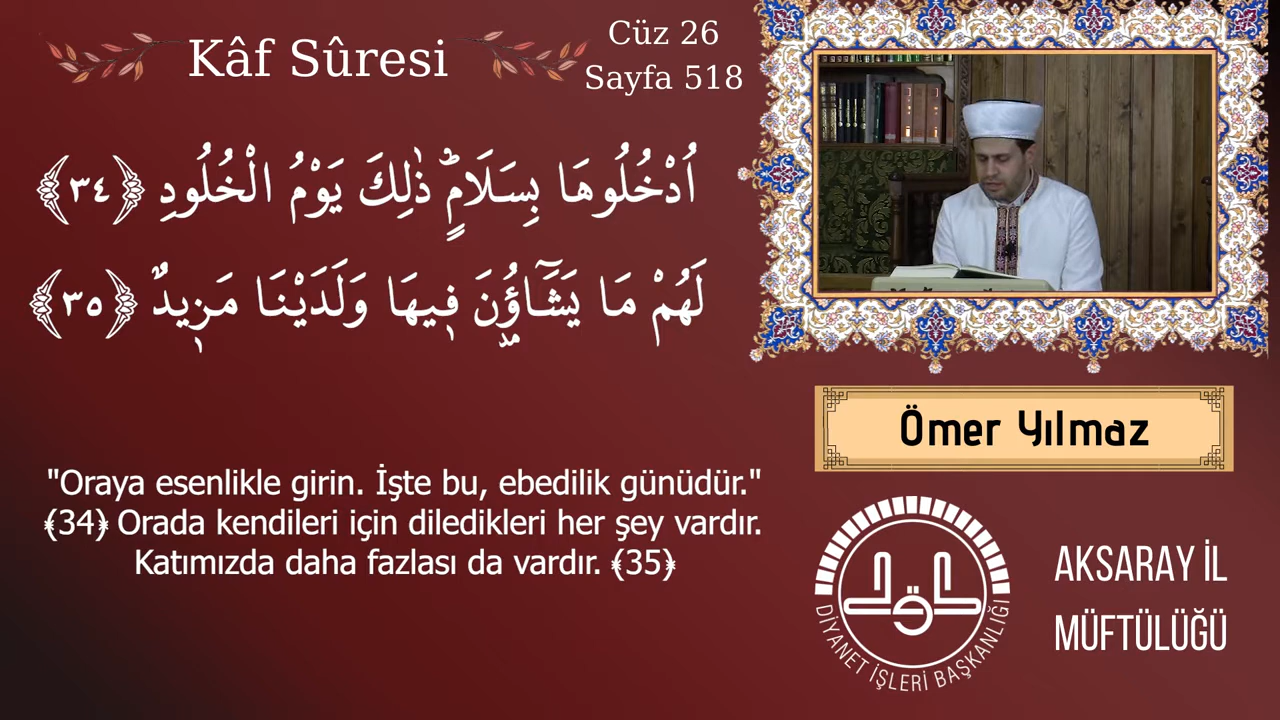 Kâf Sûresi
Cüz 26
Sayfa 518
اُدْخُلُوهَا بِسَلَامٍۜ ذٰلِكَ يَوْمُ الْخُلُودِ ﴿٣٤﴾
لَهُمْ مَا يَشَٓاؤُ۫نَ ف۪يهَا وَلَدَيْنَا مَز۪يدٌ ﴿٣٥﴾
"Oraya esenlikle girin. İşte bu, ebedilik günüdür."
﴾34﴿ Orada kendileri için diledikleri her şey vardır.
Katımızda daha fazlası da vardır. ﴾35﴿
Ömer Yılmaz
DİYANET İŞLERİ BAŞKANLIĞI
AKSARAY İL
MÜFTÜLÜĞÜ